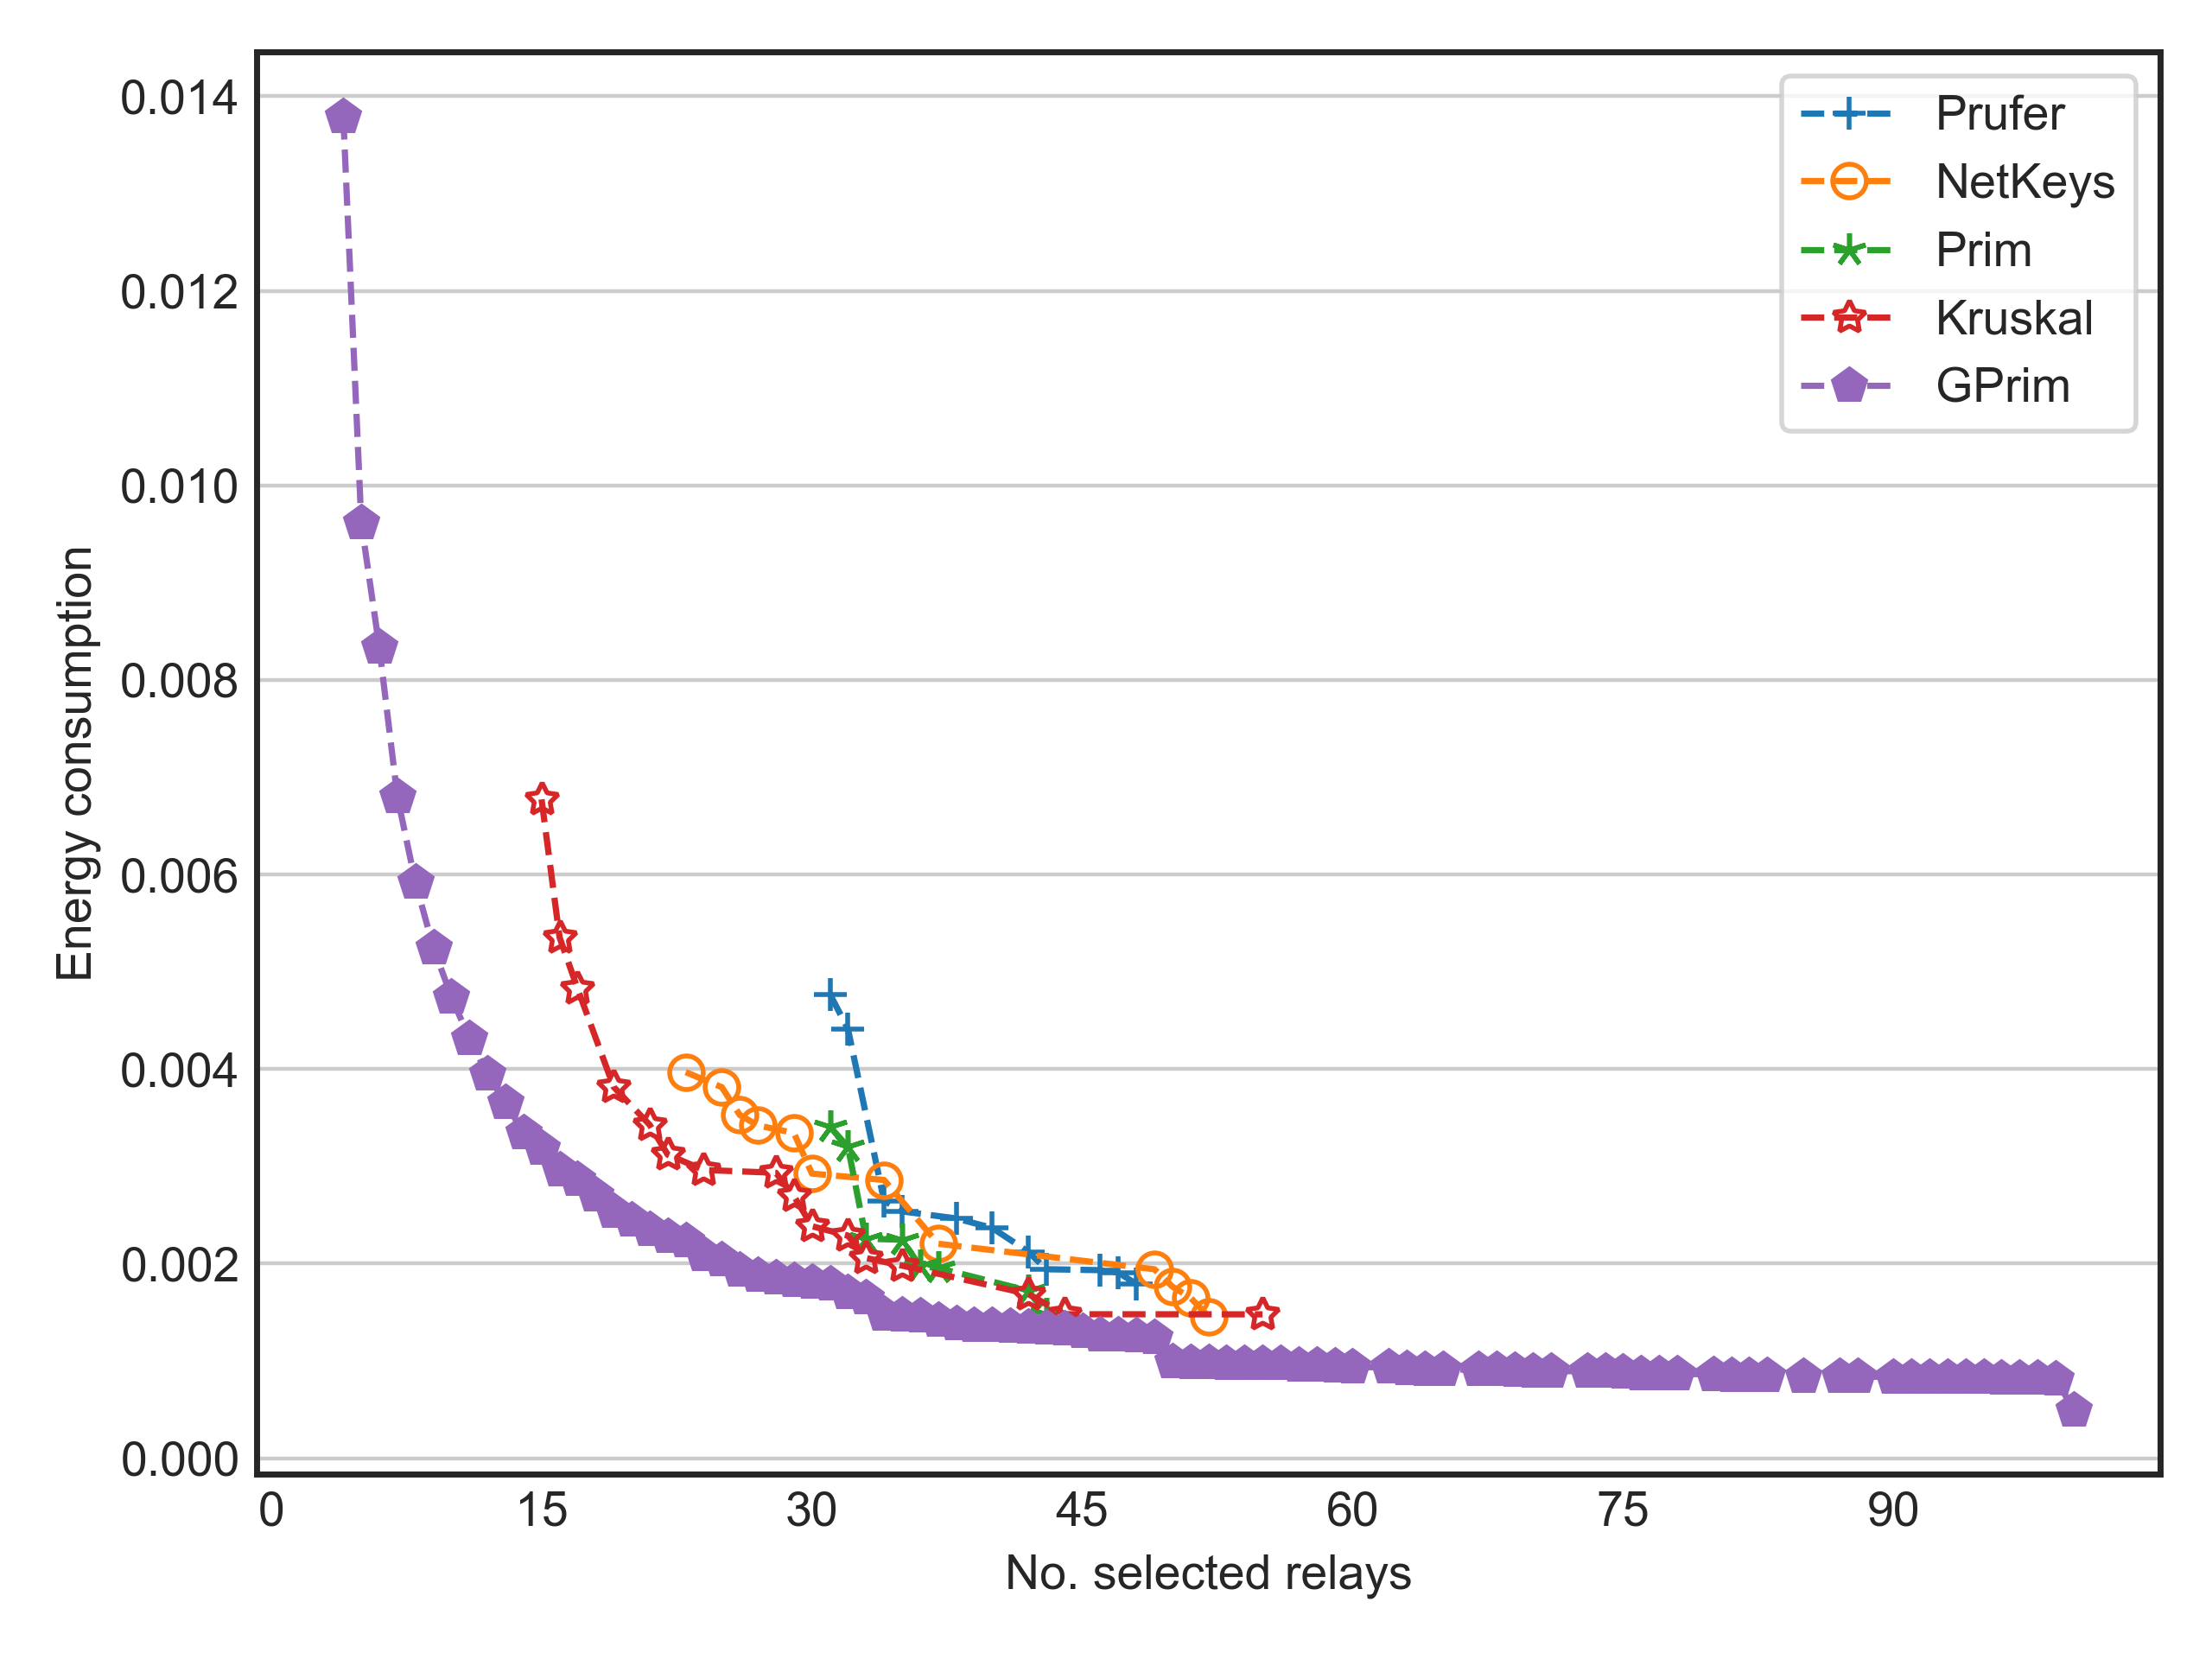 0.014
0.012
0.010
0.008
0.006
0.004
0.002
0.000
Energy consumption
0
15
30
45
60
75
90
No. selected relays
Prufer
NetKeys
Prim
Kruskal
GPrim